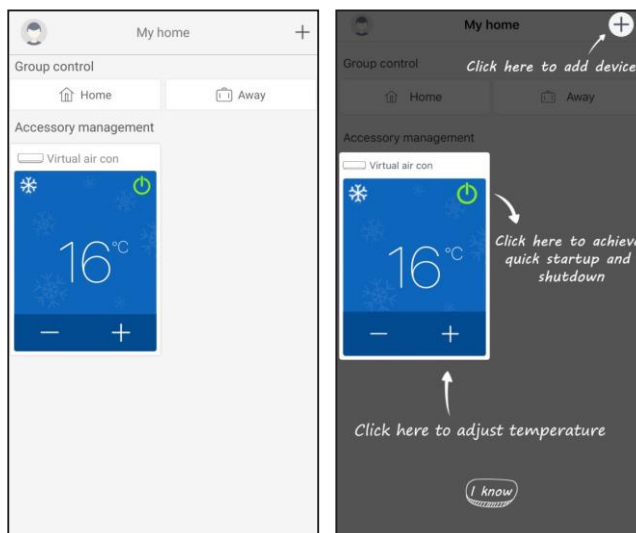 My home
+
Group control
Home
Away
Accessory management
Virtual air con
16°C
− +
My home
+
Click here to add device
Group control
Home
Away
Accessory management
Virtual air con
16°C
Click here to achieve
quick startup and
shutdown
− +
Click here to adjust temperature
I know